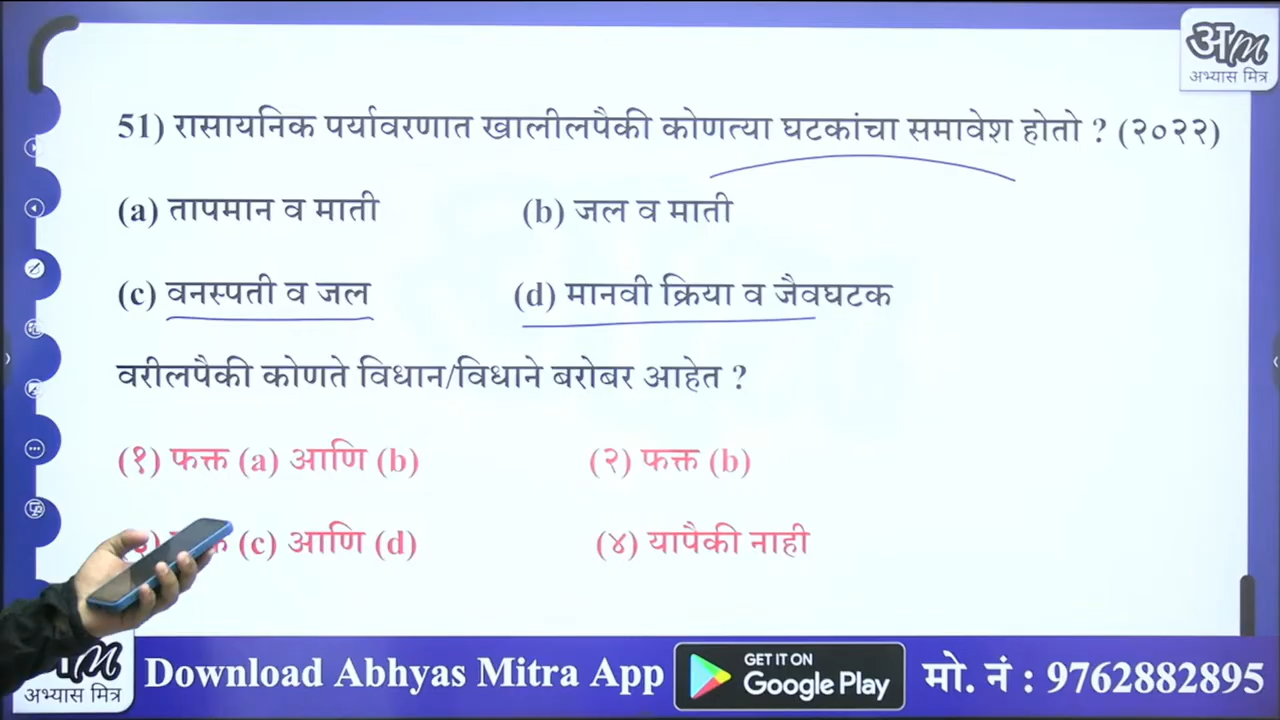 अm
अभ्यास मित्र
51) रासायनिक पर्यावरणात खालीलपैकी कोणत्या घटकांचा समावेश होतो ? (२०२२)
(a) तापमान व माती (b) जल व माती
(c) वनस्पती व जल (d) मानवी क्रिया व जैवघटक
वरीलपैकी कोणते विधान/विधाने बरोबर आहेत ?
(१) फक्त (a) आणि (b) (२) फक्त (b)
(c) आणि (d) (४) यापैकी नाही
अभ्यास मित्र
Download Abhyas Mitra App
GET IT ON
Google Play
मो. नं : 9762882895